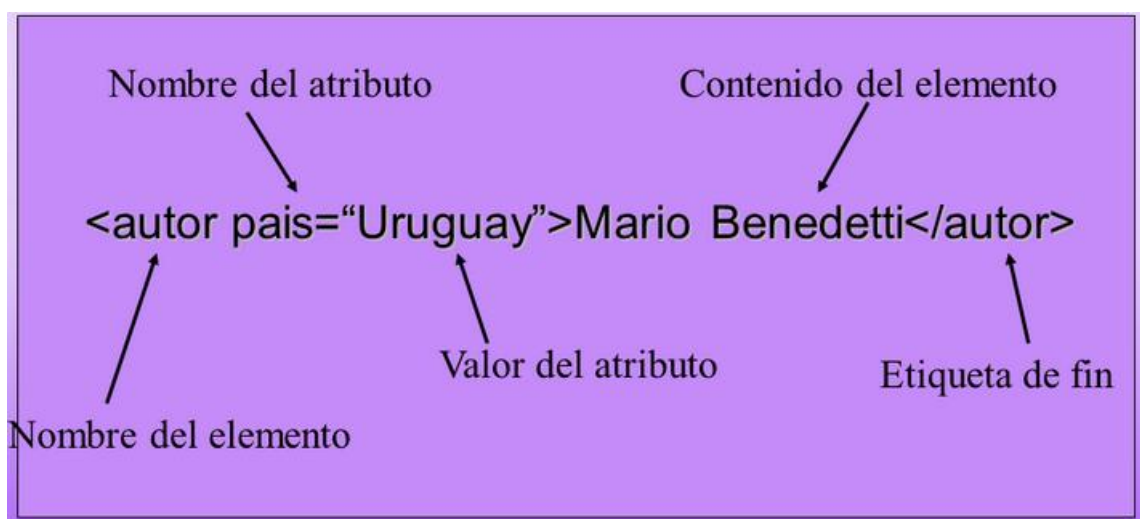 Nombre del atributo
Contenido del elemento
<autor pais=“Uruguay”>Mario Benedetti</autor>
Valor del atributo
Etiqueta de fin
Nombre del elemento